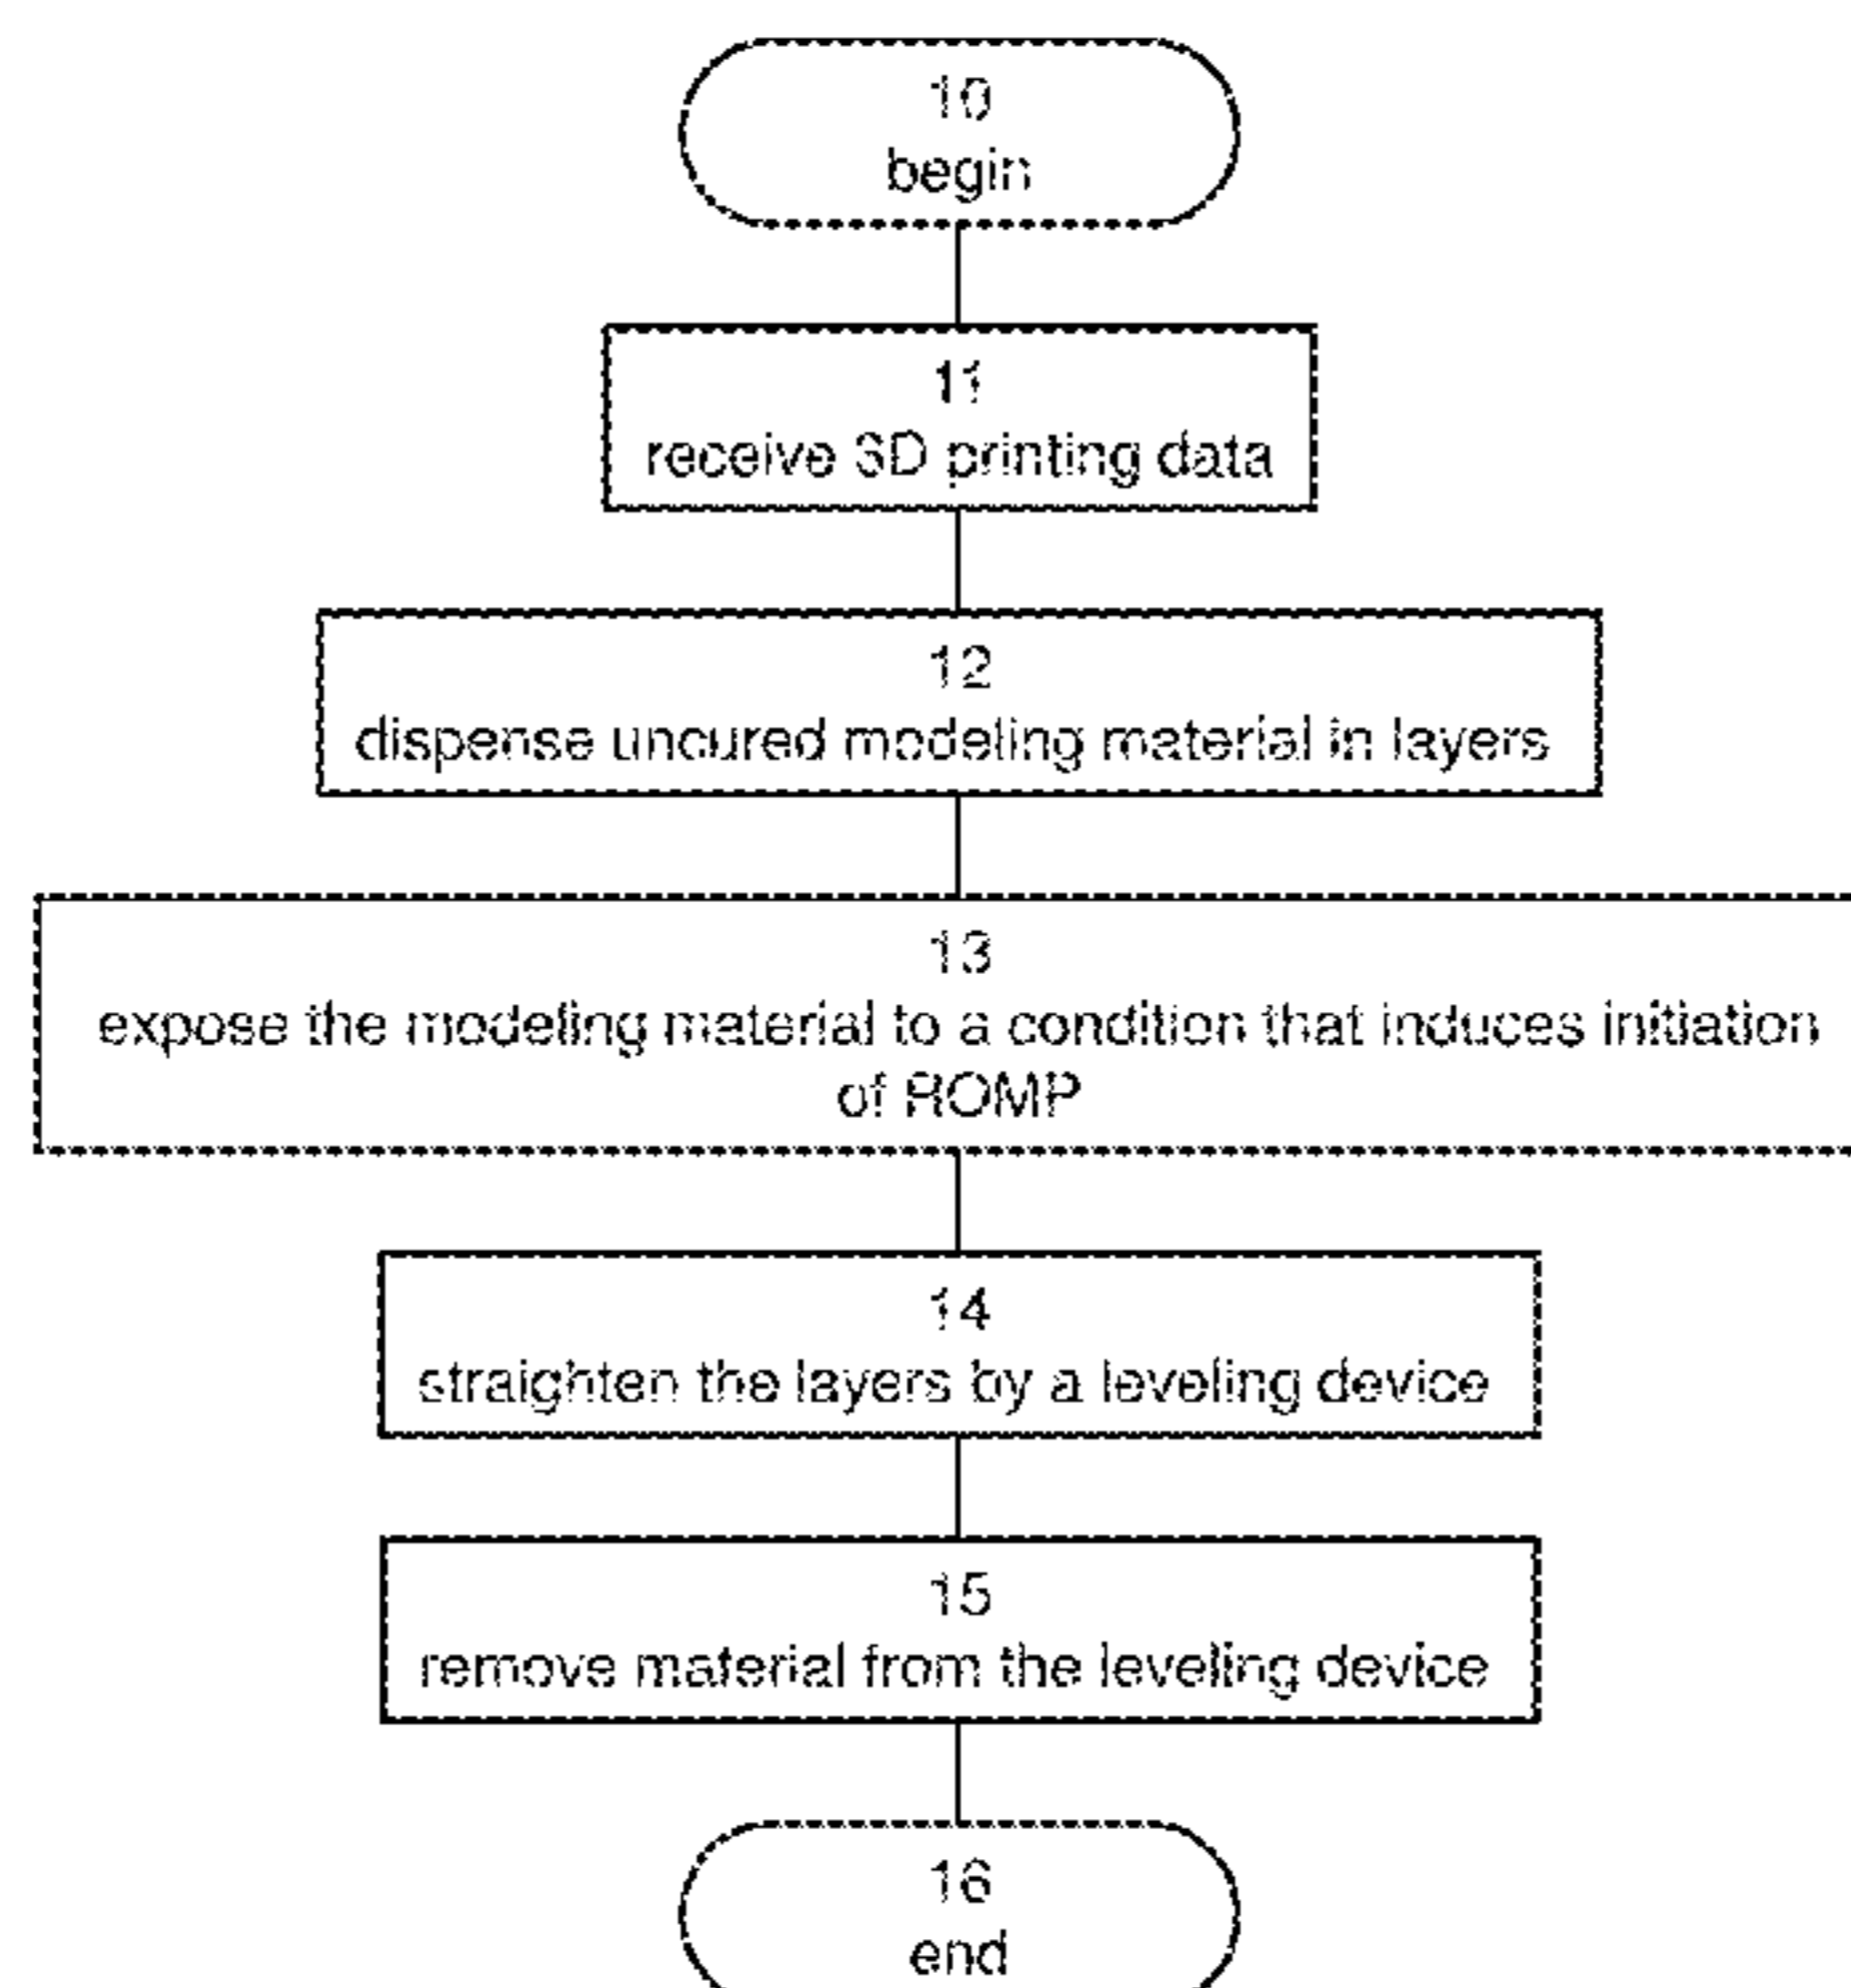 10
begin
11
receive 3D printing data
12
dispense uncured modeling material in layers
13
expose the modeling material to a condition that induces initiation
of ROMP
14
straighten the layers by a leveling device
15
remove material from the leveling device
16
end